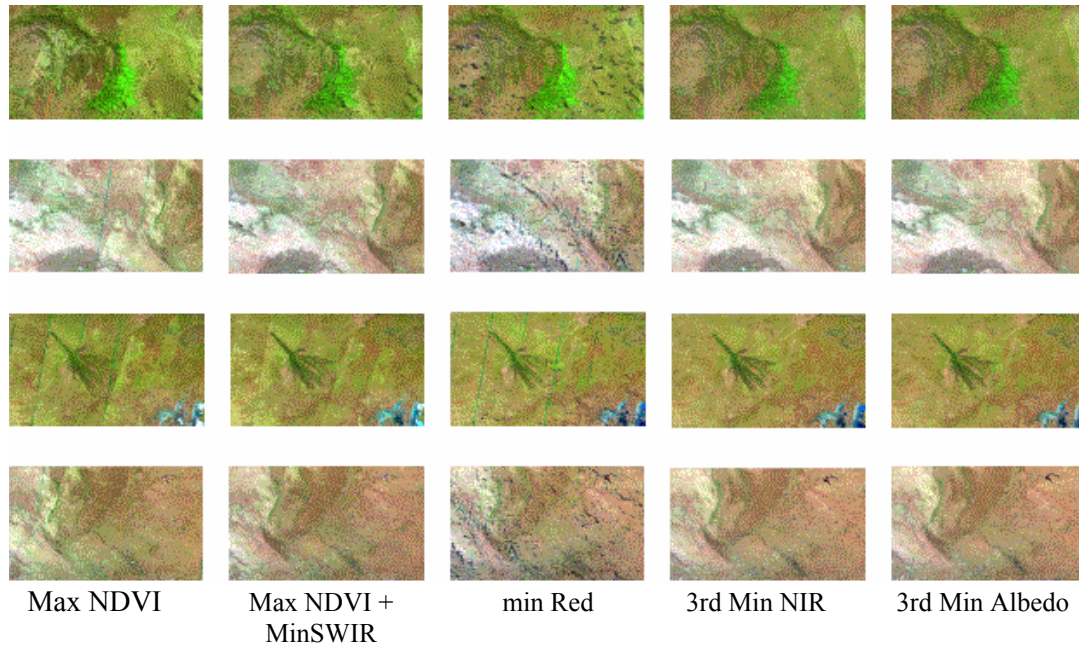 Max NDVI
Max NDVI +
MinSWIR
min Red
3rd Min NIR
3rd Min Albedo